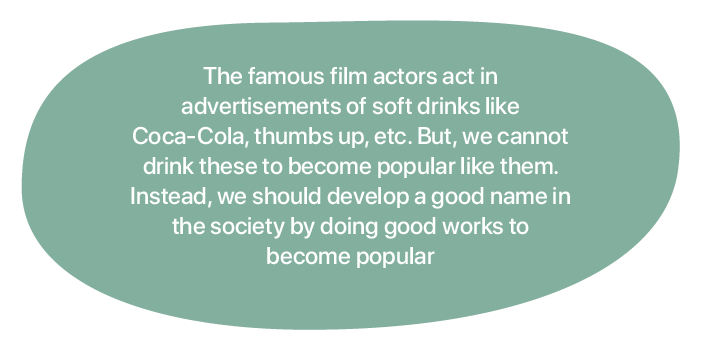 The famous film actors act in
advertisements of soft drinks like
Coca-Cola, thumbs up, etc. But, we cannot
drink these to become popular like them.
Instead, we should develop a good name in
the society by doing good works to
become popular